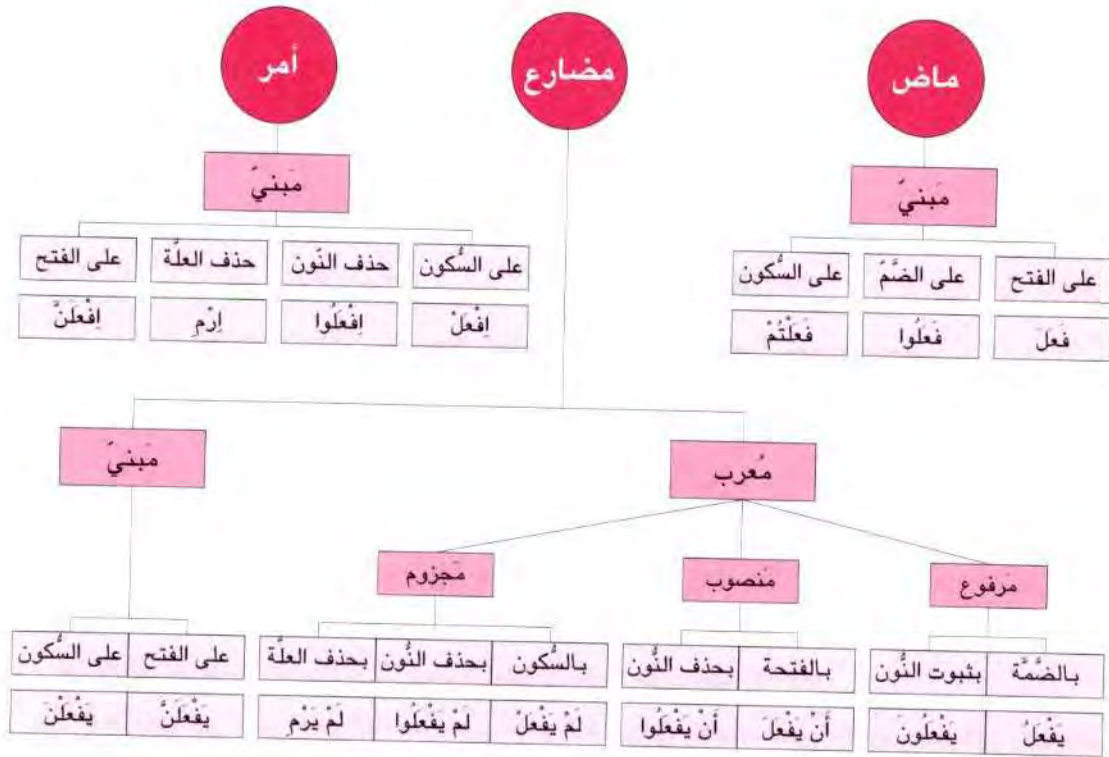 ماض مضارع أمر
مَبنيّ مَبنيّ
على الفتح على الضَّمّ على السُّكون على السُّكون حذف النّون حذف العلَّة على الفتح
فَعَلَ فَعَلُوا فَعَلْتُمْ اِفْعَلْ اِفْعَلُوا اِرْمِ اِفْعَلَنَّ
مُعرب مَبنيّ
مَرفوع مَنصوب مَجزوم
بالضَّمَّة بثبوت النّون بالفتحة بحذف النُّون بالسُّكون بحذف النُّون بحذف العلَّة على الفتح على السُّكون
يَفْعَلُ يَفْعَلُونَ أَنْ يَفْعَلَ أَنْ يَفْعَلُوا لَمْ يَفْعَلْ لَمْ يَفْعَلُوا لَمْ يَرْمِ يَفْعَلَنَّ يَفْعَلْنَ